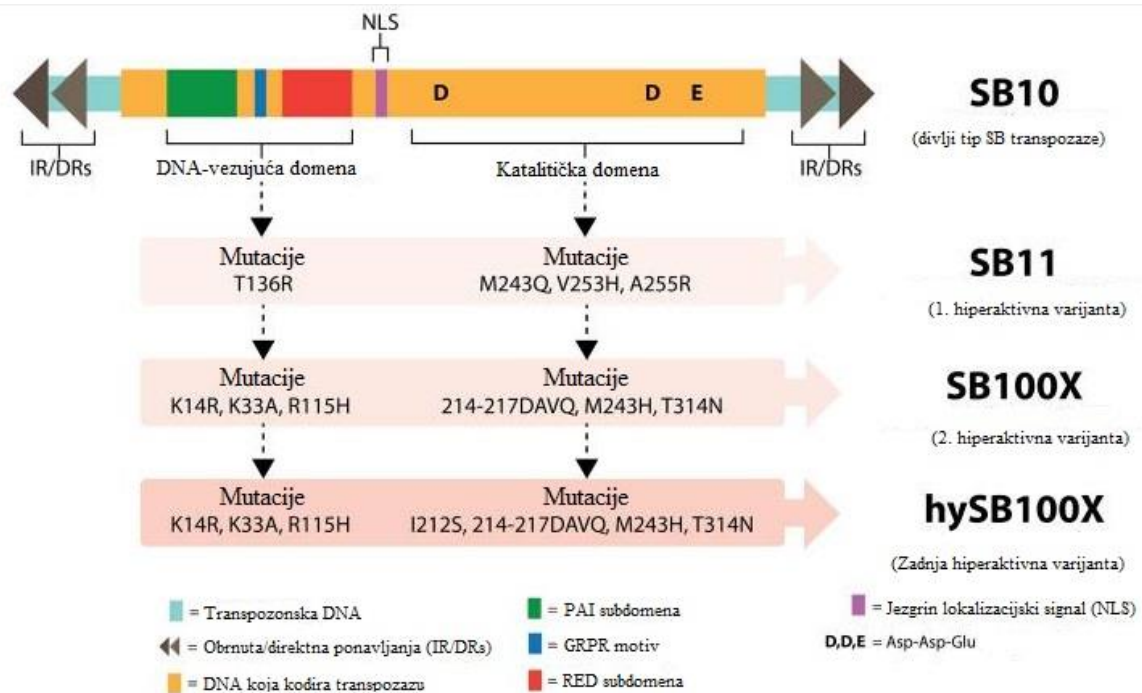 NLS
D D E
SB10
(divlji tip SB transpozaze)
IR/DRs
DNA-vezujuća domena
Katalitička domena
IR/DRs
Mutacije
T136R
Mutacije
M243Q, V253H, A255R
SB11
(1. hiperaktivna varijanta)
Mutacije
K14R, K33A, R115H
Mutacije
214-217DAVQ, M243H, T314N
SB100X
(2. hiperaktivna varijanta)
Mutacije
K14R, K33A, R115H
Mutacije
I212S, 214-217DAVQ, M243H, T314N
hySB100X
(Zadnja hiperaktivna varijanta)
= Transpozonska DNA
= Obrnuta/direktna ponavljanja (IR/DRs)
= DNA koja kodira transpozazu
= PAI subdomena
= GRPR motiv
= RED subdomena
= Jezgrin lokalizacijski signal (NLS)
D,D,E = Asp-Asp-Glu